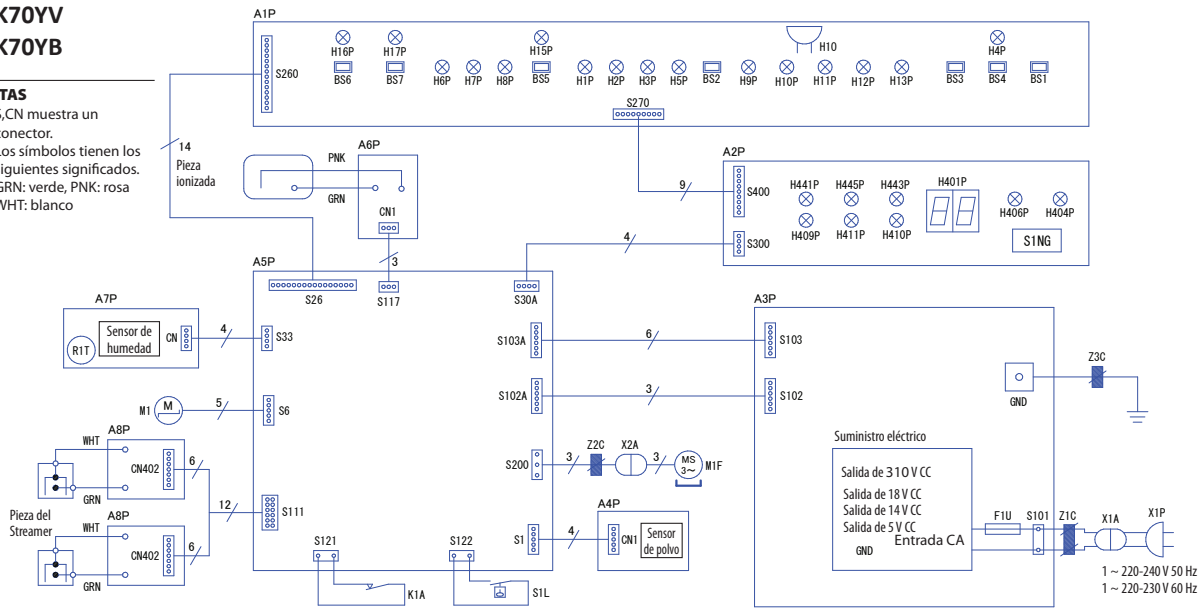 K70YV
K70YB
TAS
S,CN muestra un
conector.
Los símbolos tienen los
siguientes significados.
GRN: verde, PNK: rosa
WHT: blanco
A1P
H16P
H17P
H15P
H10
H4P
BS6
BS7
H6P
H7P
H8P
BS5
H1P
H2P
H3P
H5P
BS2
H9P
H10P
H11P
H12P
H13P
BS3
BS4
BS1
S260
S270
14
Pieza
ionizada
PNK
GRN
A6P
CN1
3
9
4
A2P
S400
S300
H441P
H445P
H443P
H401P
H409P
H411P
H410P
H406P
H404P
S1NG
A5P
S26
S117
S30A
A7P
R1T
Sensor de
humedad
CN
4
S33
M1
M
5
S6
S103A
6
S103
S102A
3
S102
A3P
GND
Z3C
S200
3
Z2C
X2A
3
MS
3~
M1F
A8P
WHT
GRN
CN402
6
Pieza del
Streamer
A8P
WHT
GRN
CN402
6
12
S111
S1
4
A4P
CN1
Sensor
de polvo
S121
K1A
S122
S1L
Suministro eléctrico
Salida de 310 V CC
Salida de 18 V CC
Salida de 14 V CC
Salida de 5 V CC
Entrada CA
GND
F1U
S101
Z1C
X1A
X1P
1 ~ 220-240 V 50 Hz
1 ~ 220-230 V 60 Hz